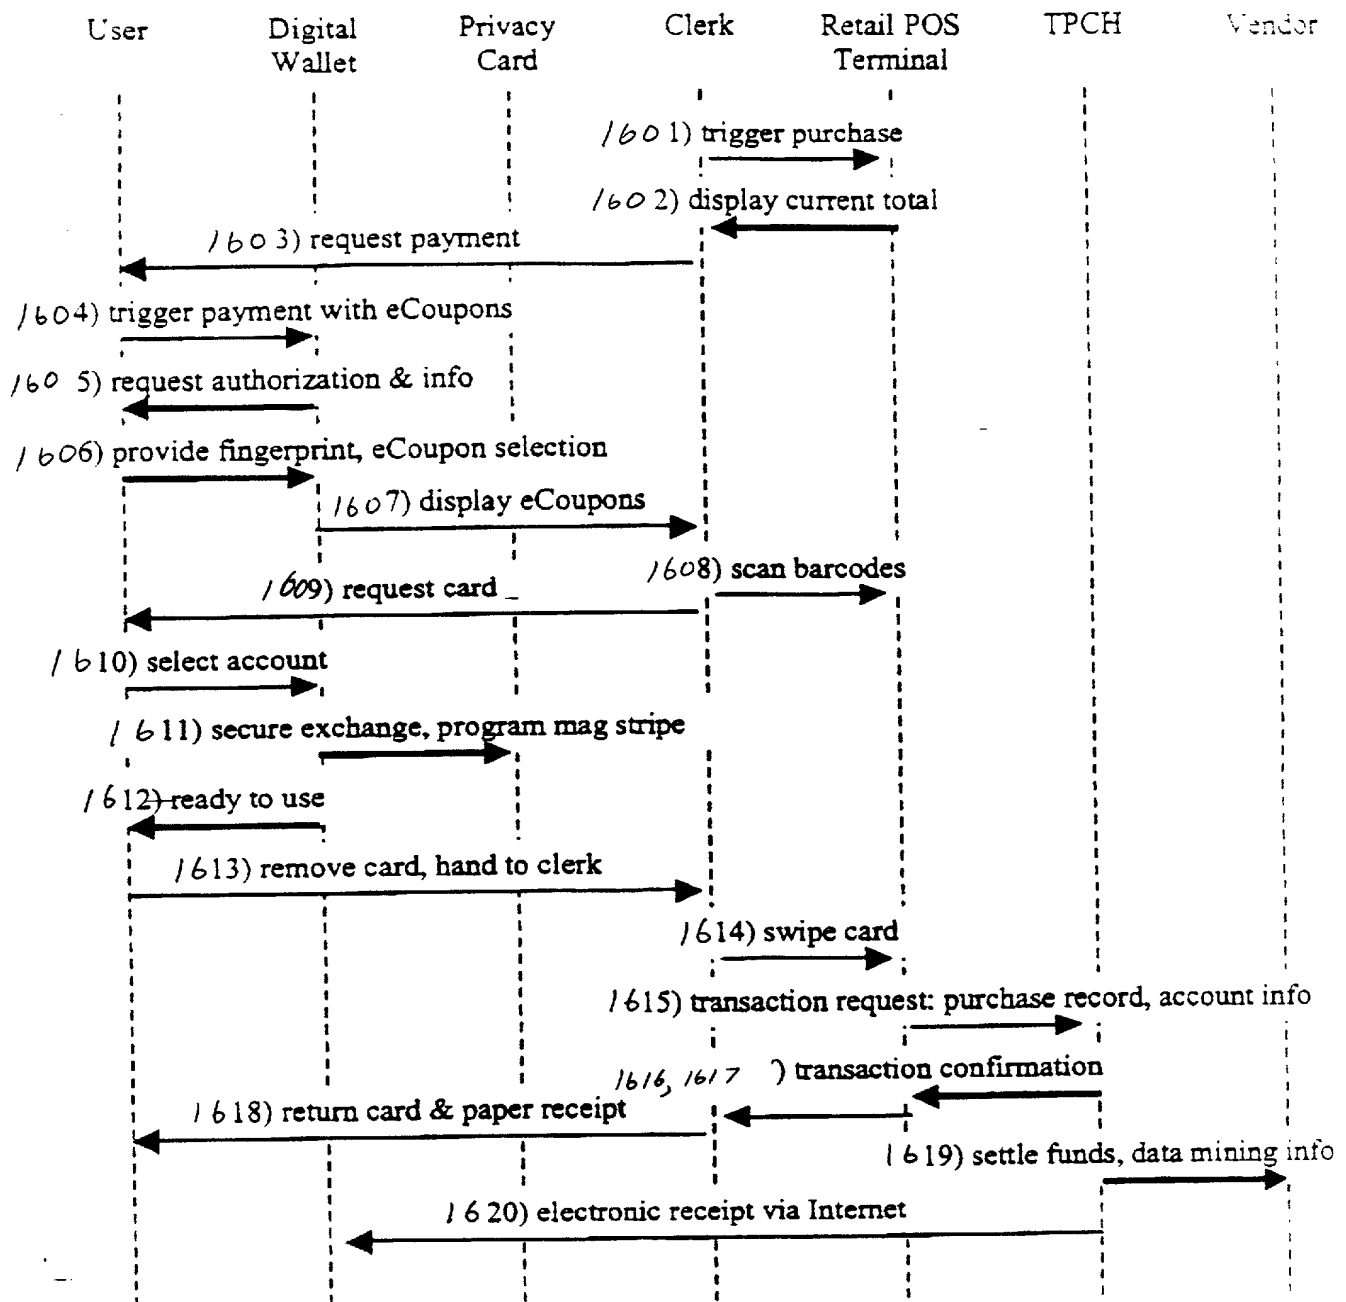 User Digital Privacy Clerk Retail POS TPCH Vendor
Wallet Card Terminal
1601) trigger purchase
1602) display current total
1603) request payment
1604) trigger payment with eCoupons
1605) request authorization & info
1606) provide fingerprint, eCoupon selection
1607) display eCoupons
1608) scan barcodes
1609) request card
1610) select account
1611) secure exchange, program mag stripe
1612) ready to use
1613) remove card, hand to clerk
1614) swipe card
1615) transaction request: purchase record, account info
1616, 1617 ) transaction confirmation
1618) return card & paper receipt
1619) settle funds, data mining info
1620) electronic receipt via Internet